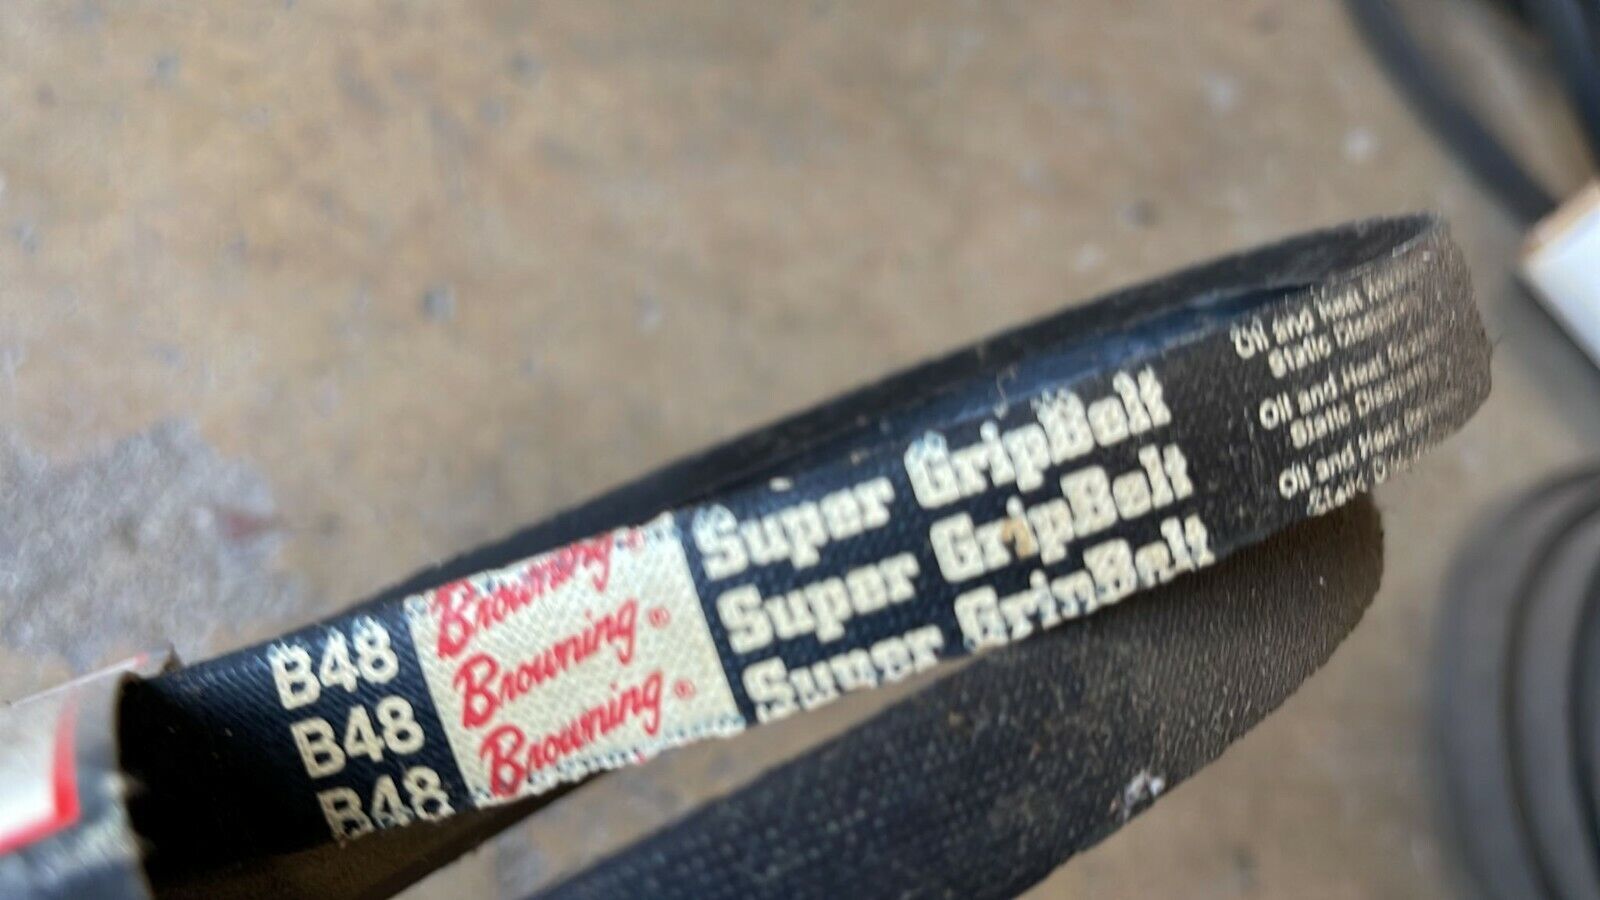 B48
B48
B48
Browning
Browning ®
Browning ®
Super GripBelt
Super GripBelt
Super GripBelt
Oil and Heat
Static
Oil and Heat
Static
Oil and Heat
Static